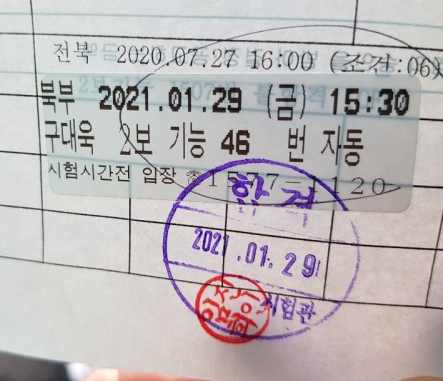 전북 2020.07.27 16:00 (조건:06)
북부 2021.01.29 (금) 15:30
구대욱 2보 기능 46 번 자동
시험시간전 입장 ☎1577-1120
합격
2021.01.29
시험관